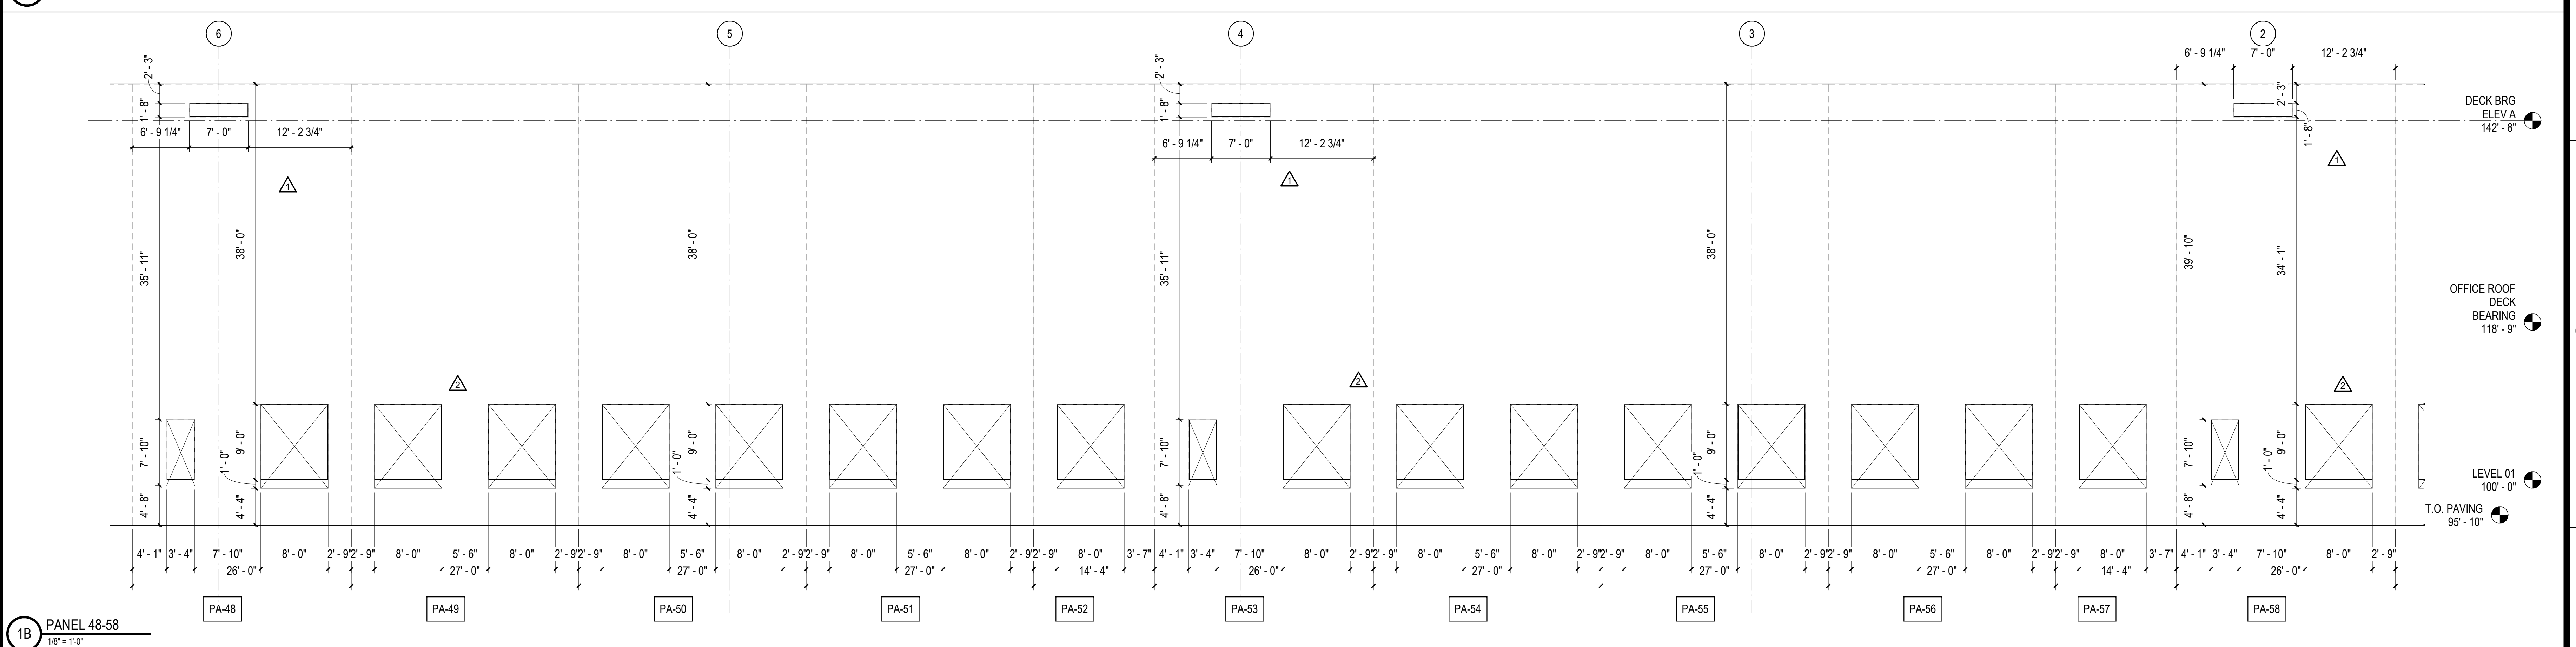 6
5
4
3
2
6' - 9 1/4"
7' - 0"
12' - 2 3/4"
2' - 3"
2' - 3"
2' - 3"
1' - 8"
1' - 8"
1' - 8"
DECK BRG
ELEV A
142' - 8"
6' - 9 1/4"
7' - 0"
12' - 2 3/4"
6' - 9 1/4"
7' - 0"
12' - 2 3/4"
1
1
1
35' - 11"
38' - 0"
38' - 0"
35' - 11"
38' - 0"
39' - 10"
34' - 1"
OFFICE ROOF
DECK
BEARING
118' - 9"
2
2
2
7' - 10"
1' - 0"
9' - 0"
1' - 0"
9' - 0"
7' - 10"
1' - 0"
9' - 0"
7' - 10"
1' - 0"
9' - 0"
LEVEL 01
100' - 0"
4' - 8"
4' - 4"
4' - 4"
4' - 8"
4' - 4"
4' - 8"
4' - 4"
T.O. PAVING
95' - 10"
4' - 1" 3' - 4" 7' - 10" 8' - 0" 2' - 9" 2' - 9" 8' - 0" 5' - 6" 8' - 0" 2' - 9" 2' - 9" 8' - 0" 5' - 6" 8' - 0" 2' - 9" 2' - 9" 8' - 0" 5' - 6" 8' - 0" 2' - 9" 2' - 9" 8' - 0" 3' - 7" 4' - 1" 3' - 4" 7' - 10" 8' - 0" 2' - 9" 2' - 9" 8' - 0" 5' - 6" 8' - 0" 2' - 9" 2' - 9" 8' - 0" 5' - 6" 8' - 0" 2' - 9" 2' - 9" 8' - 0" 5' - 6" 8' - 0" 2' - 9" 2' - 9" 8' - 0" 3' - 7" 4' - 1" 3' - 4" 7' - 10" 8' - 0" 2' - 9"
26' - 0" 27' - 0" 27' - 0" 27' - 0" 14' - 4" 26' - 0" 27' - 0" 27' - 0" 27' - 0" 14' - 4" 26' - 0"
PA-48 PA-49 PA-50 PA-51 PA-52 PA-53 PA-54 PA-55 PA-56 PA-57 PA-58
1B
PANEL 48-58
1/8" = 1'-0"